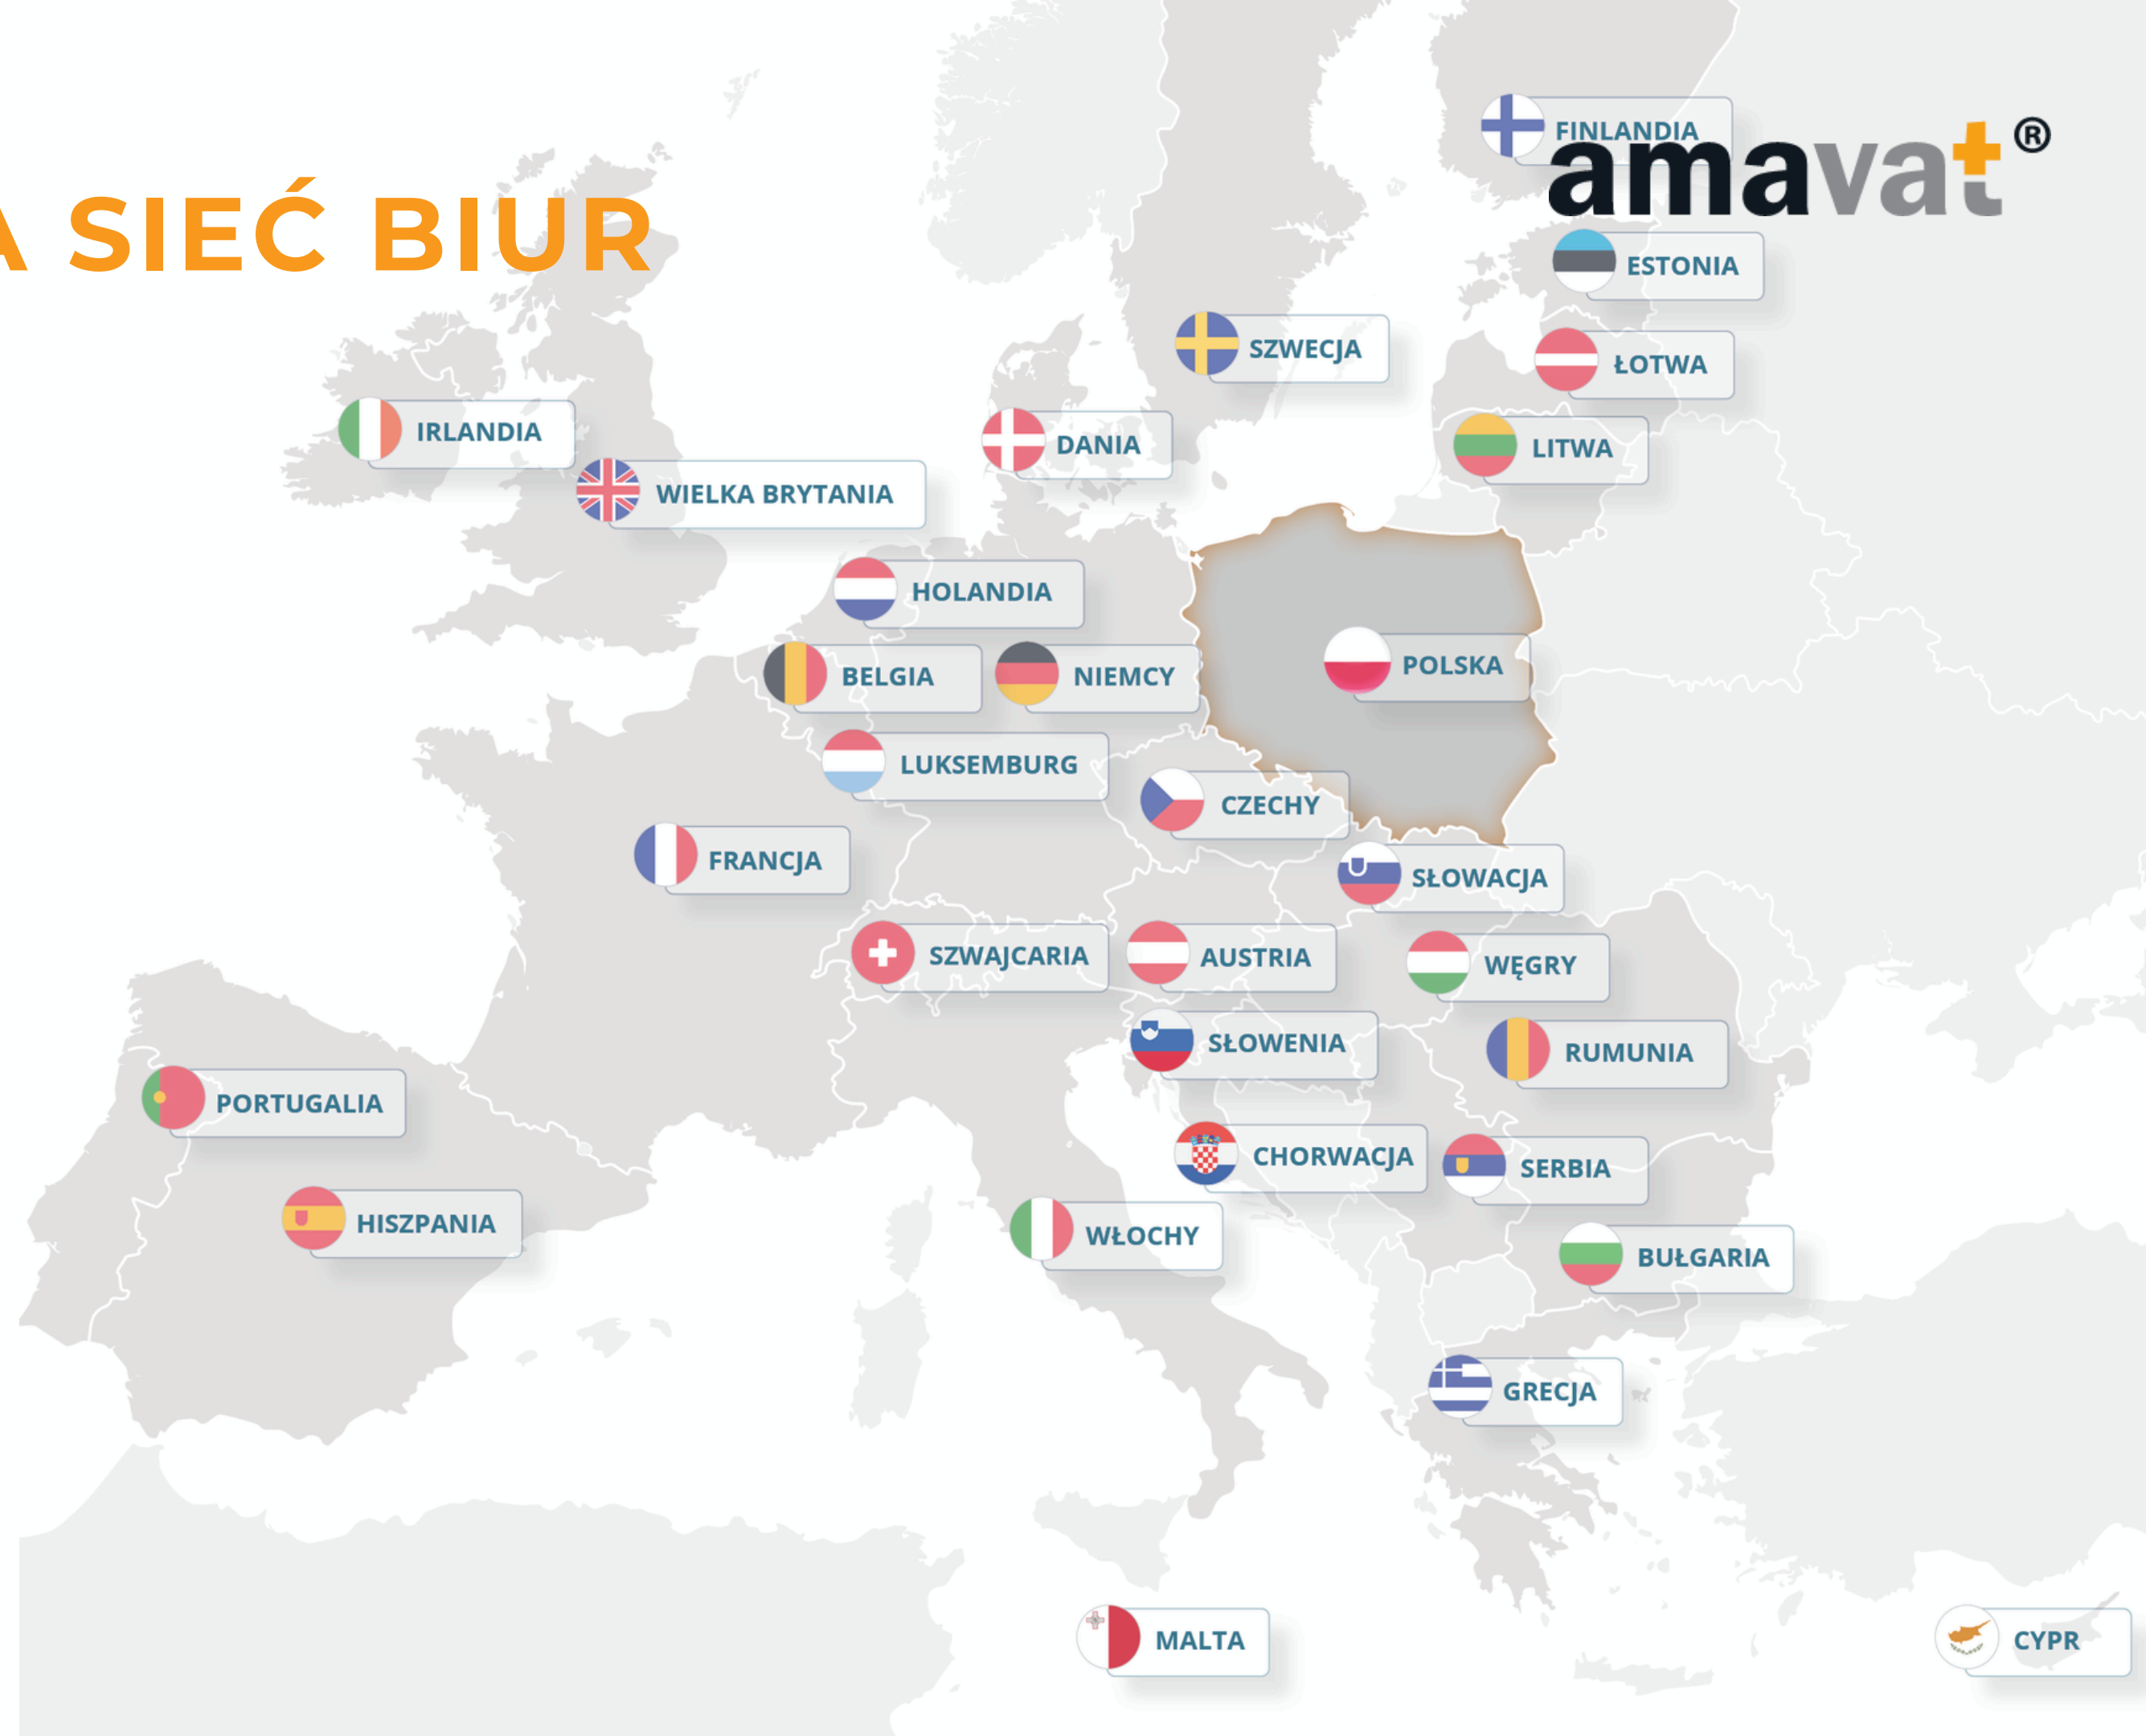 FINLANDIA
amavat®
A SIEĆ BIUR
ESTONIA
SZWECJA
ŁOTWA
IRLANDIA
DANIA
LITWA
WIELKA BRYTANIA
HOLANDIA
BELGIA
NIEMCY
POLSKA
LUKSEMBURG
CZECHY
FRANCJA
SŁOWACJA
SZWAJCARIA
AUSTRIA
WĘGRY
SŁOWENIA
RUMUNIA
PORTUGALIA
CHORWACJA
SERBIA
HISZPANIA
WŁOCHY
BUŁGARIA
GRECJA
MALTA
CYPR